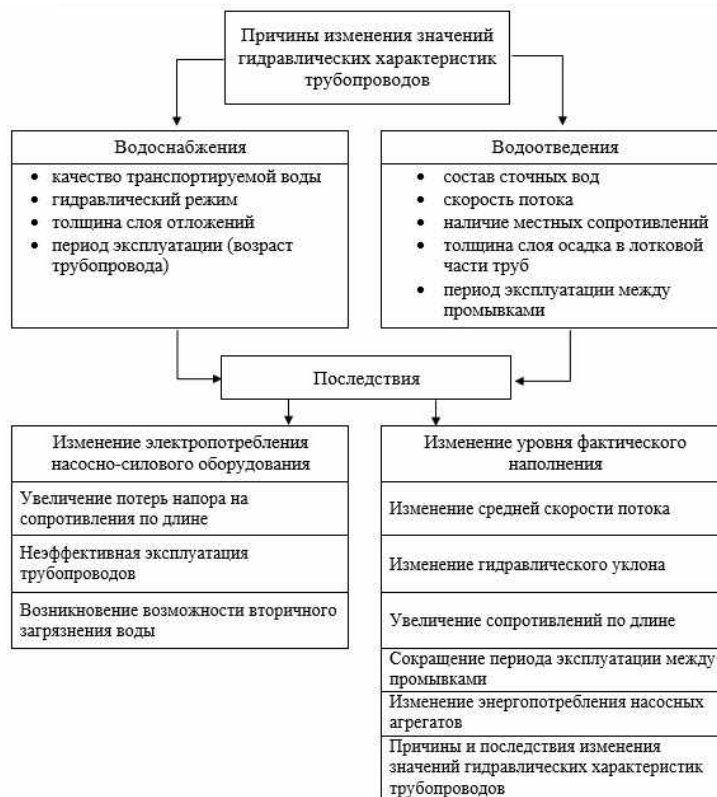 Причины изменения значений
гидравлических характеристик
трубопроводов
Водоснабжения
• качество транспортируемой воды
• гидравлический режим
• толщина слоя отложений
• период эксплуатации (возраст
трубопровода)
Водоотведения
• состав сточных вод
• скорость потока
• наличие местных сопротивлений
• толщина слоя осадка в лотковой
части труб
• период эксплуатации между
промывками
Последствия
Изменение электропотребления
насосно-силового оборудования
Увеличение потерь напора на
сопротивления по длине
Неэффективная эксплуатация
трубопроводов
Возникновение возможности вторичного
загрязнения воды
Изменение уровня фактического
наполнения
Изменение средней скорости потока
Изменение гидравлического уклона
Увеличение сопротивлений по длине
Сокращение периода эксплуатации между
промывками
Изменение энергопотребления насосных
агрегатов
Причины и последствия изменения
значений гидравлических характеристик
трубопроводов